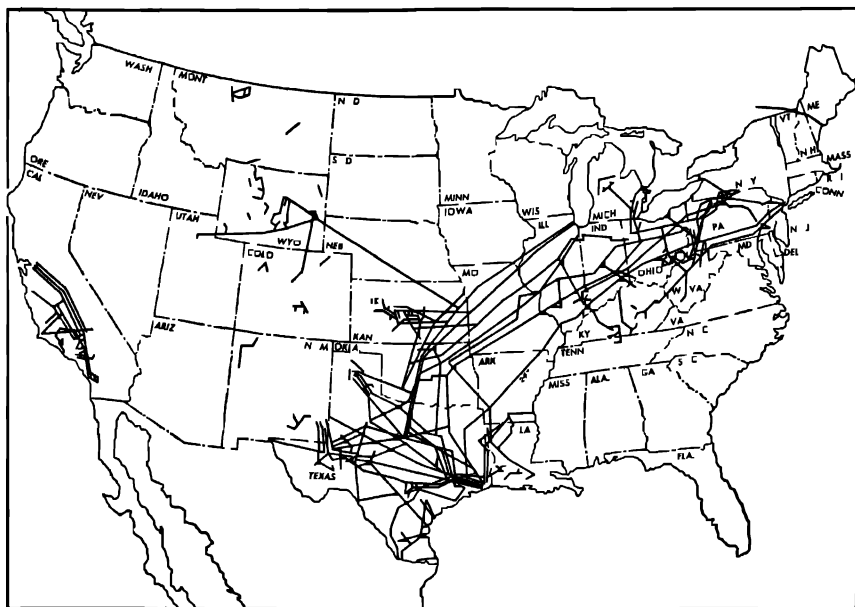 WASH
MONT
N D
ME
VT
N H
MASS
R I
CONN
N Y
ORE
CAL
S D
MINN
IOWA
WIS
ILL
MICH
IND
NEV
IDAHO
UTAH
WYO
NEB
COLO
MO
OHIO
PA
N J
MD
DEL
W VA
VA
ARIZ
KAN
KY
N C
N M
OKLA
TENN
ARK
S C
MISS
ALA.
GA
LA
FLA.
TEXAS